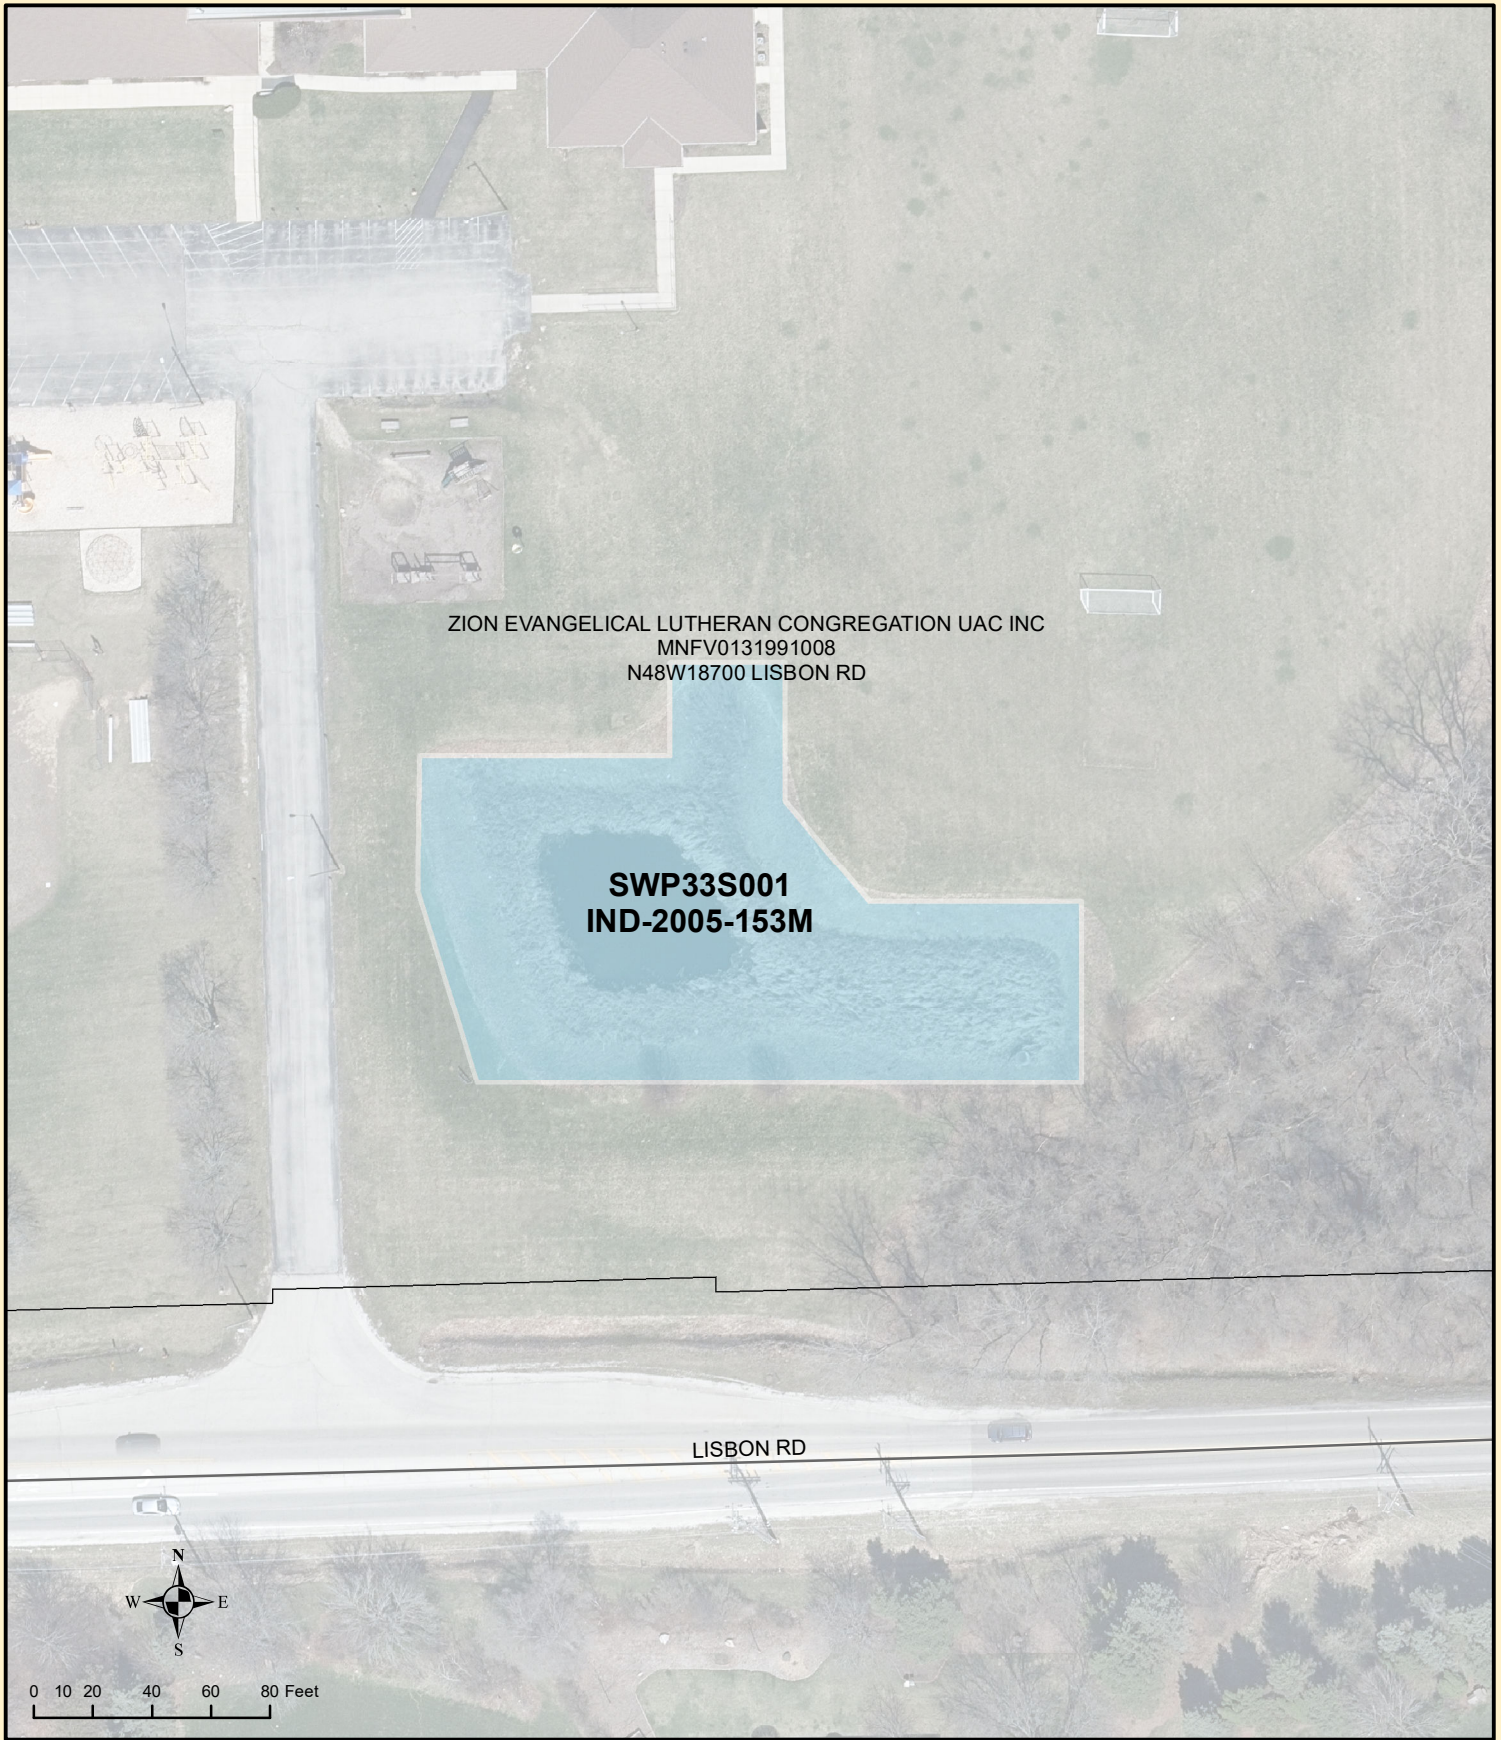 ZION EVANGELICAL LUTHERAN CONGREGATION UAC INC
MNFV0131991008
N48W18700 LISBON RD
SWP33S001
IND-2005-153M
LISBON RD
N
W E
S
0 10 20 40 60 80 Feet